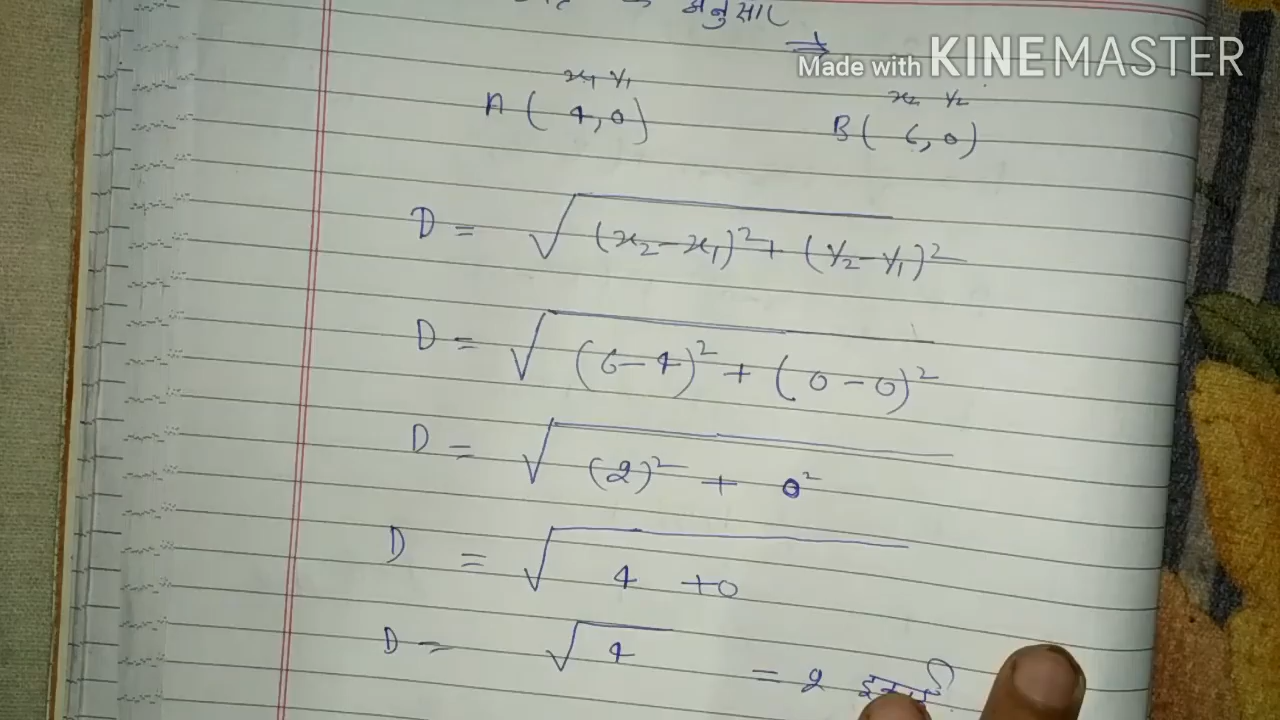 अनुसार
⇒
Made with KINEMASTER
x₁ y₁
A ( 4, 0 )
x₂ y₂
B ( 6, 0 )
D = √(x₂ – x₁)² + (y₂ – y₁)²
D = √(6 – 4)² + (0 – 0)²
D = √(2)² + 0²
D = √4 + 0
D = √4 = 2 इकाई